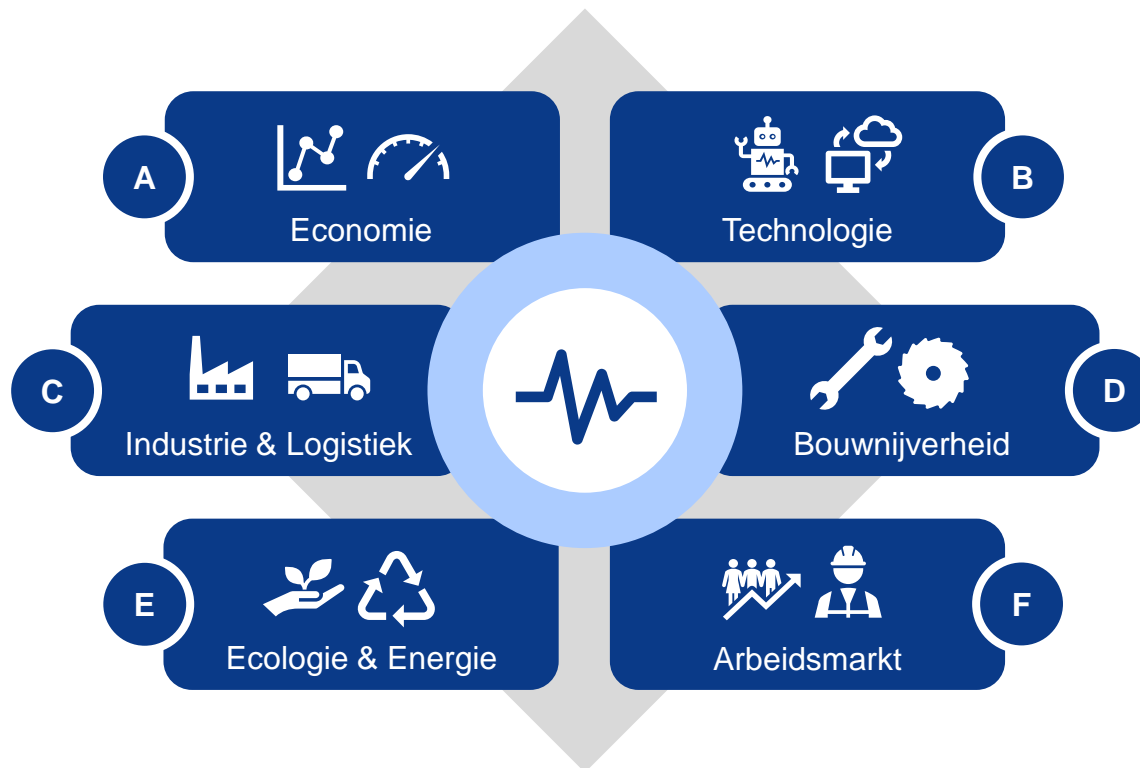 A
Economie
B
Technologie
C
Industrie & Logistiek
D
Bouwnijverheid
E
Ecologie & Energie
F
Arbeidsmarkt